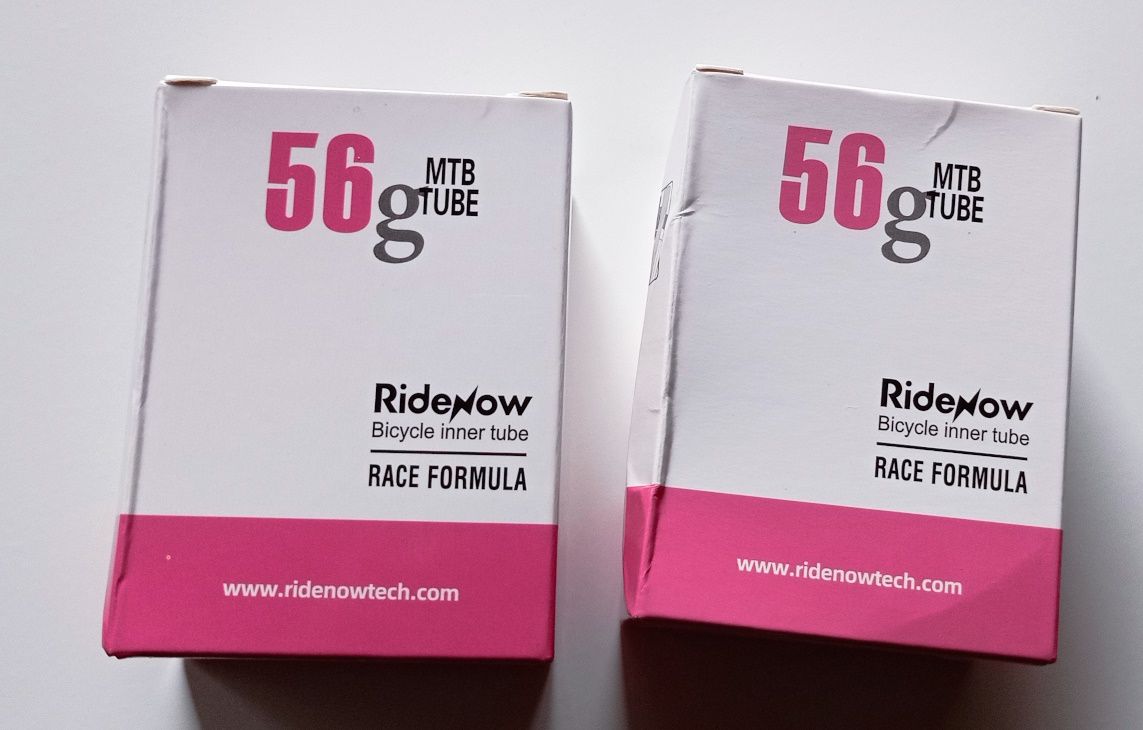 56g MTB
TUBE
RideNow
Bicycle inner tube
RACE FORMULA
www.ridenowtech.com
56g MTB
TUBE
RideNow
Bicycle inner tube
RACE FORMULA
www.ridenowtech.com